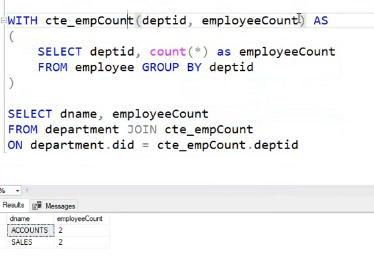 WITH cte_empCount(deptid, employeeCount) AS
(
SELECT deptid, count(*) as employeeCount
FROM employee GROUP BY deptid
)
SELECT dname, employeeCount
FROM department JOIN cte_empCount
ON department.did = cte_empCount.deptid
%
Results Messages
dname employeeCount
ACCOUNTS 2
SALES 2